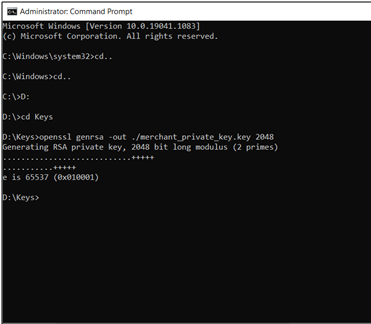 Administrator: Command Prompt
Microsoft Windows [Version 10.0.19041.1083]
(c) Microsoft Corporation. All rights reserved.
C:\Windows\system32>cd..
C:\Windows>cd..
C:\>D:
D:\>cd Keys
D:\Keys>openssl genrsa -out ./merchant_private_key.key 2048
Generating RSA private key, 2048 bit long modulus (2 primes)
............................+++++
...........+++++
e is 65537 (0x010001)
D:\Keys>